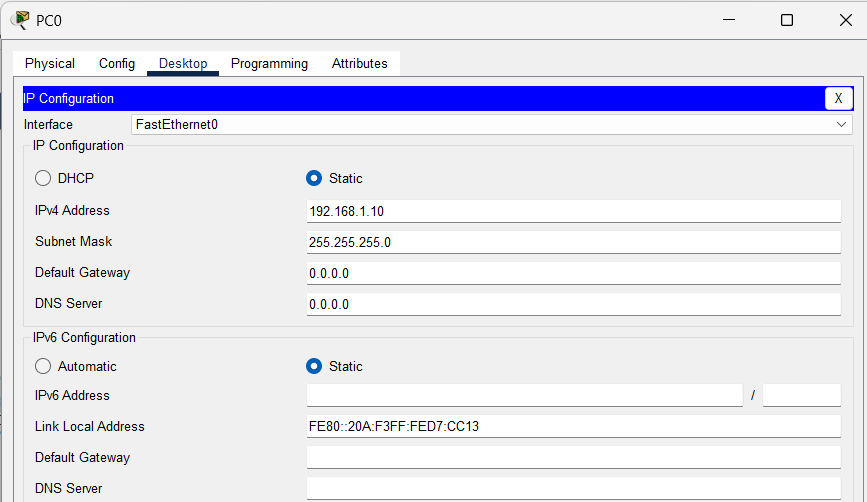 PC0
Physical Config Desktop Programming Attributes
IP Configuration X
Interface FastEthernet0
IP Configuration
DHCP Static
IPv4 Address 192.168.1.10
Subnet Mask 255.255.255.0
Default Gateway 0.0.0.0
DNS Server 0.0.0.0
IPv6 Configuration
Automatic Static
IPv6 Address /
Link Local Address FE80::20A:F3FF:FED7:CC13
Default Gateway
DNS Server